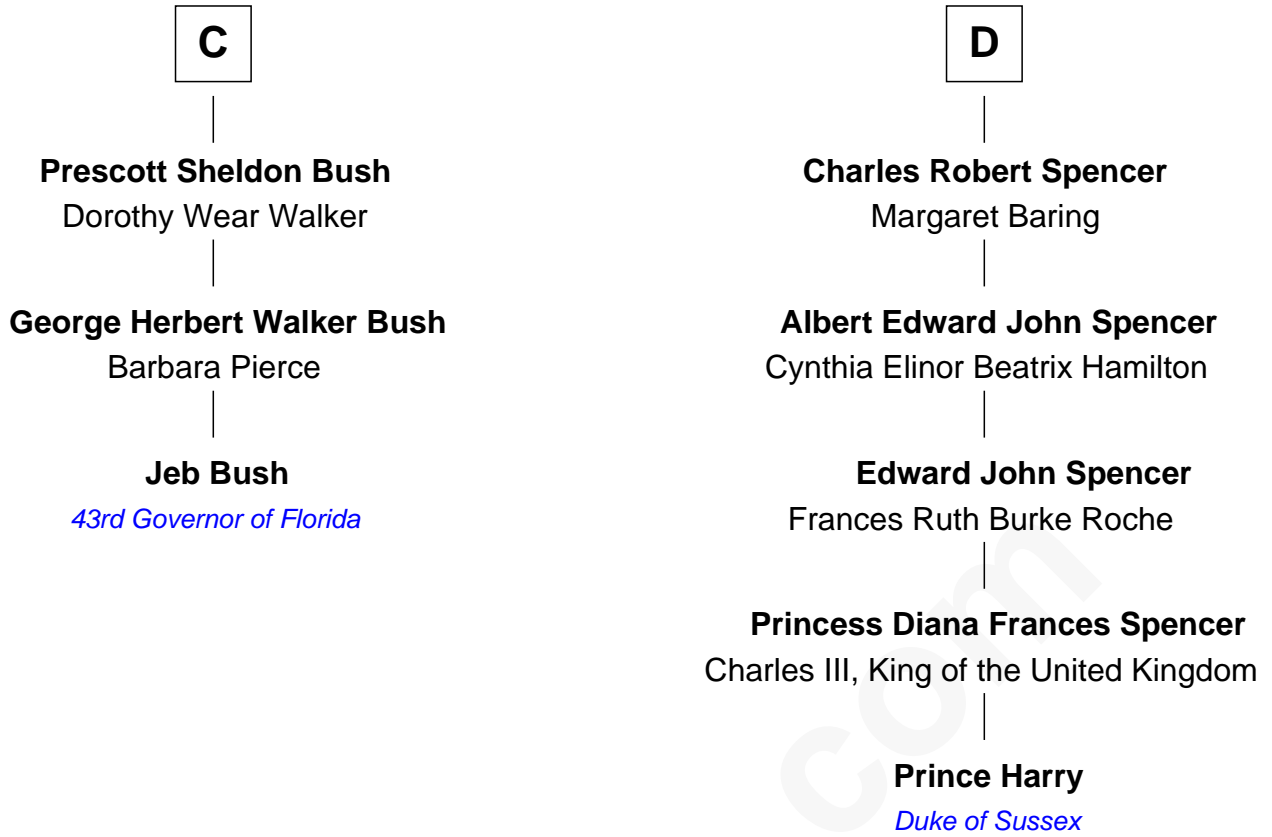 C
Prescott Sheldon Bush
Dorothy Wear Walker
George Herbert Walker Bush
Barbara Pierce
Jeb Bush
43rd Governor of Florida
D
Charles Robert Spencer
Margaret Baring
Albert Edward John Spencer
Cynthia Elinor Beatrix Hamilton
Edward John Spencer
Frances Ruth Burke Roche
Princess Diana Frances Spencer
Charles III, King of the United Kingdom
Prince Harry
Duke of Sussex
com